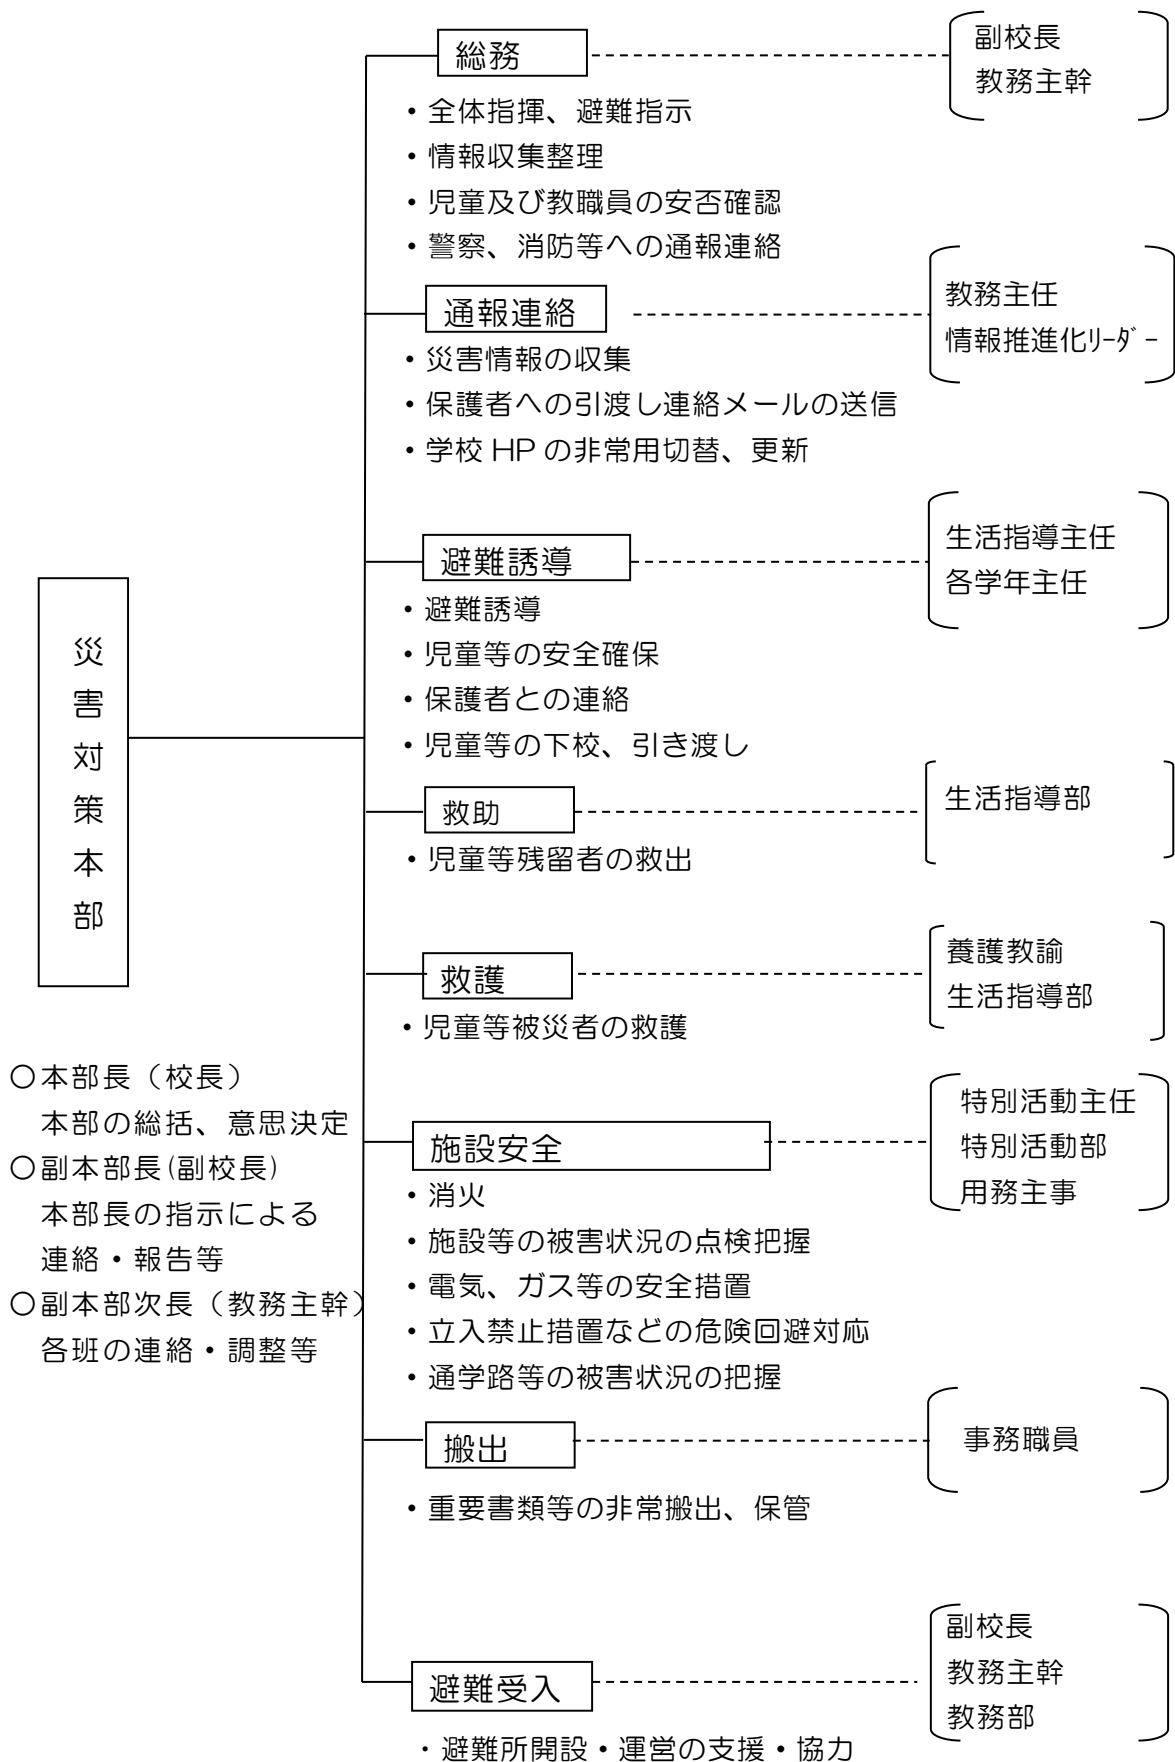 総務
副校長
教務主幹
・全体指揮、避難指示
・情報収集整理
・児童及び教職員の安否確認
・警察、消防等への通報連絡
通報連絡
教務主任
情報推進化ﾘｰﾀﾞｰ
・災害情報の収集
・保護者への引渡し連絡メールの送信
・学校 HP の非常用切替、更新
避難誘導
生活指導主任
各学年主任
・避難誘導
・児童等の安全確保
・保護者との連絡
・児童等の下校、引き渡し
救助
生活指導部
・児童等残留者の救出
救護
養護教諭
生活指導部
・児童等被災者の救護
施設安全
特別活動主任
特別活動部
用務主事
・消火
・施設等の被害状況の点検把握
・電気、ガス等の安全措置
・立入禁止措置などの危険回避対応
・通学路等の被害状況の把握
搬出
事務職員
・重要書類等の非常搬出、保管
避難受入
副校長
教務主幹
教務部
・避難所開設・運営の支援・協力
災害対策本部
○本部長（校長）
本部の総括、意思決定
○副本部長(副校長)
本部長の指示による
連絡・報告等
○副本部次長（教務主幹）
各班の連絡・調整等